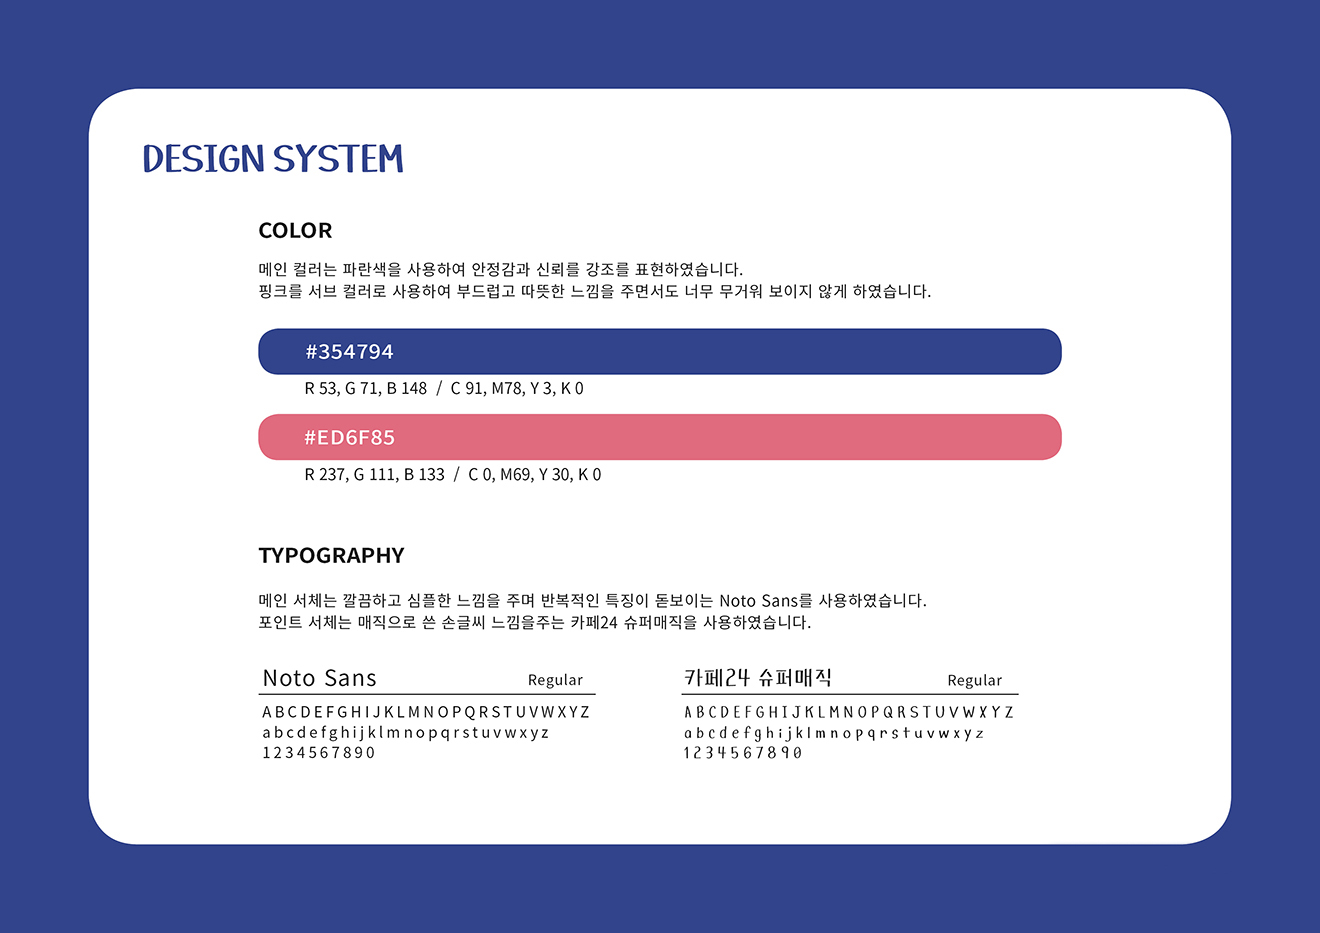 DESIGN SYSTEM
COLOR
메인 컬러는 파란색을 사용하여 안정감과 신뢰를 강조를 표현하였습니다.
핑크를 서브 컬러로 사용하여 부드럽고 따뜻한 느낌을 주면서도 너무 무거워 보이지 않게 하였습니다.
#354794
R 53, G 71, B 148 / C 91, M78, Y 3, K 0
#ED6F85
R 237, G 111, B 133 / C 0, M69, Y 30, K 0
TYPOGRAPHY
메인 서체는 깔끔하고 심플한 느낌을 주며 반복적인 특징이 돋보이는 Noto Sans를 사용하였습니다.
포인트 서체는 매직으로 쓴 손글씨 느낌을주는 카페24 슈퍼매직을 사용하였습니다.
Noto Sans Regular
ABCDEFGHIJKLMNOPQRSTUVWXYZ
abcdefghijklmnopqrstuvwxyz
1234567890
카페24 슈퍼매직 Regular
ABCDEFGHIJKLMNOPQRSTUVWXYZ
abcdefghijklmnopqrstuvwxyz
1234567890